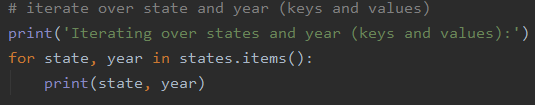 # iterate over state and year (keys and values)
print('Iterating over states and year (keys and values):')
for state, year in states.items():
    print(state, year)